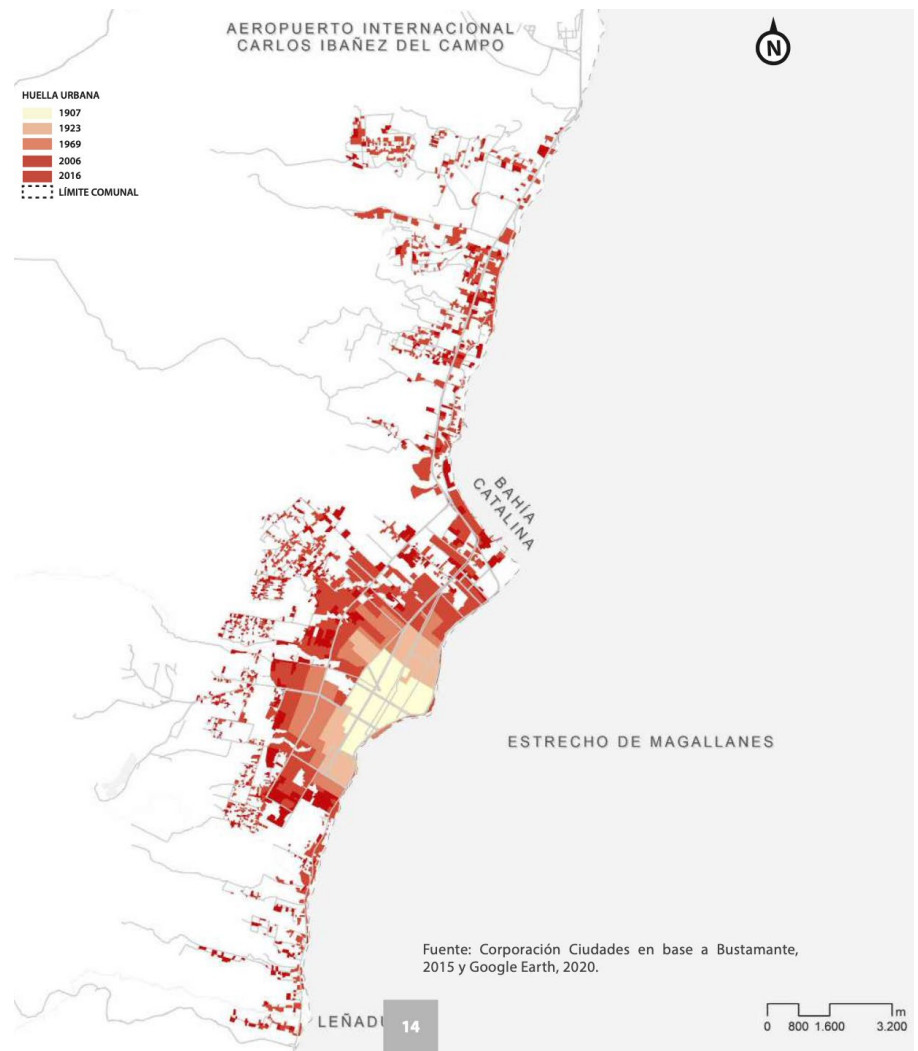 AEROPUERTO INTERNACIONAL
CARLOS IBAÑEZ DEL CAMPO
N
HUELLA URBANA
1907
1923
1969
2006
2016
LÍMITE COMUNAL
BAHÍA
CATALINA
ESTRECHO DE MAGALLANES
Fuente: Corporación Ciudades en base a Bustamante,
2015 y Google Earth, 2020.
m
0 800 1.600 3.200
14